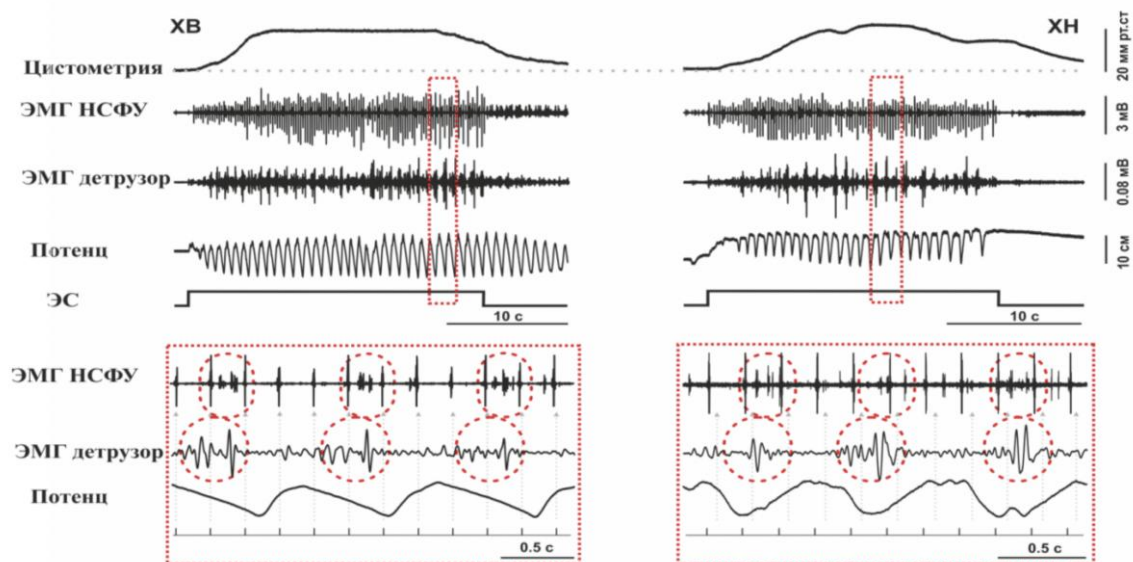 ХВ
ХН
Цистометрия
20 мм рт.ст
ЭМГ НСФУ
3 мВ
ЭМГ детрузор
0.08 мВ
Потенц
10 см
ЭС
10 с
10 с
ЭМГ НСФУ
ЭМГ детрузор
Потенц
0.5 с
0.5 с